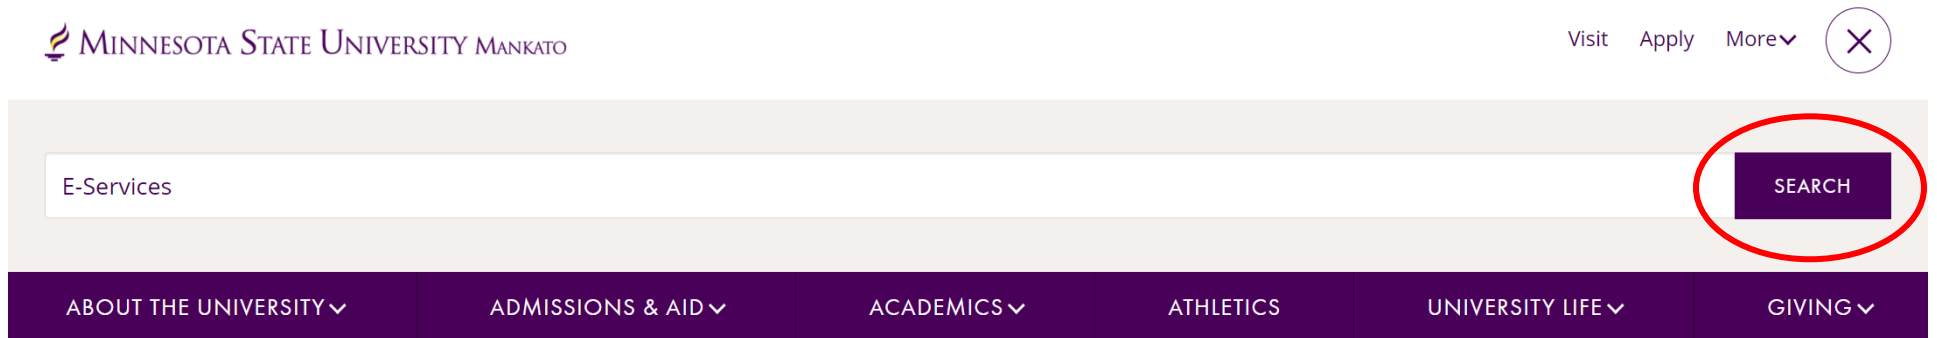 MINNESOTA STATE UNIVERSITY MANKATO
Visit Apply More
E-Services
SEARCH
ABOUT THE UNIVERSITY ADMISSIONS & AID ACADEMICS ATHLETICS UNIVERSITY LIFE GIVING